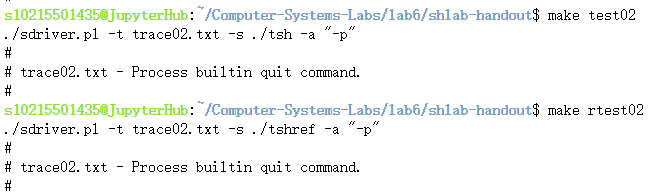 #
s102155014350@JupyterHub:~/Computer-Systems-Labs/lab6/shlab-handout$ make test02
./sdriver.pl -t trace02.txt -s ./tsh -a "-p"
#
# trace02.txt - Process builtin quit command.
#
s102155014350@JupyterHub:~/Computer-Systems-Labs/lab6/shlab-handout$ make rtest02
./sdriver.pl -t trace02.txt -s ./tshref -a "-p"
#
# trace02.txt - Process builtin quit command.
#